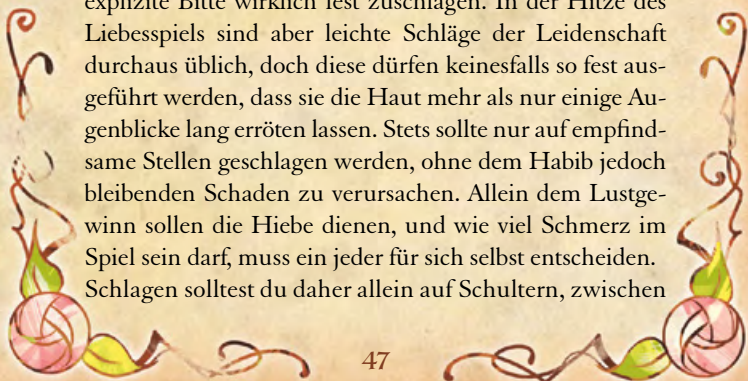 explizite Bitte wirklich fest zuschlagen. In der Hitze des
Liebesspiels sind aber leichte Schläge der Leidenschaft
durchaus üblich, doch diese dürfen keinesfalls so fest aus-
geführt werden, dass sie die Haut mehr als nur einige Au-
genblicke lang erröten lassen. Stets sollte nur auf empfind-
same Stellen geschlagen werden, ohne dem Habib jedoch
bleibenden Schaden zu verursachen. Allein dem Lustge-
winn sollen die Hiebe dienen, und wie viel Schmerz im
Spiel sein darf, muss ein jeder für sich selbst entscheiden.
Schlagen solltest du daher allein auf Schultern, zwischen
47